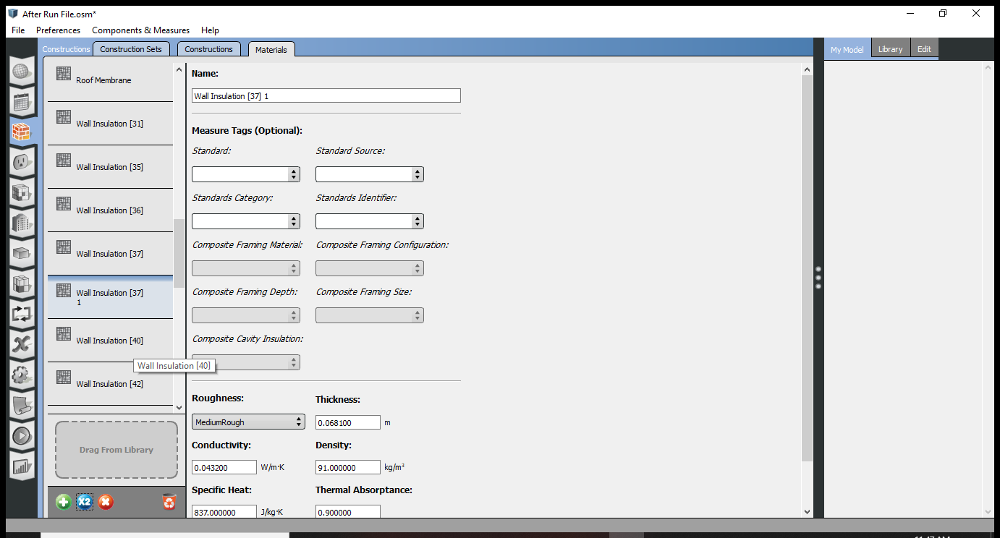 After Run File.osm*
File Preferences Components & Measures Help
Constructions Construction Sets Constructions Materials
My Model Library Edit
Roof Membrane
Wall Insulation [31]
Wall Insulation [35]
Wall Insulation [36]
Wall Insulation [37]
Wall Insulation [37]
1
Wall Insulation [40]
Wall Insulation [40]
Wall Insulation [42]
Drag From Library
X2
Name:
Wall Insulation [37] 1
Measure Tags (Optional):
Standard: Standard Source:
Standards Category: Standards Identifier:
Composite Framing Material: Composite Framing Configuration:
Composite Framing Depth: Composite Framing Size:
Composite Cavity Insulation:
Roughness: Thickness:
MediumRough 0.068100 m
Conductivity: Density:
0.043200 W/m·K 91.000000 kg/m³
Specific Heat: Thermal Absorptance:
837.000000 J/kg·K 0.900000